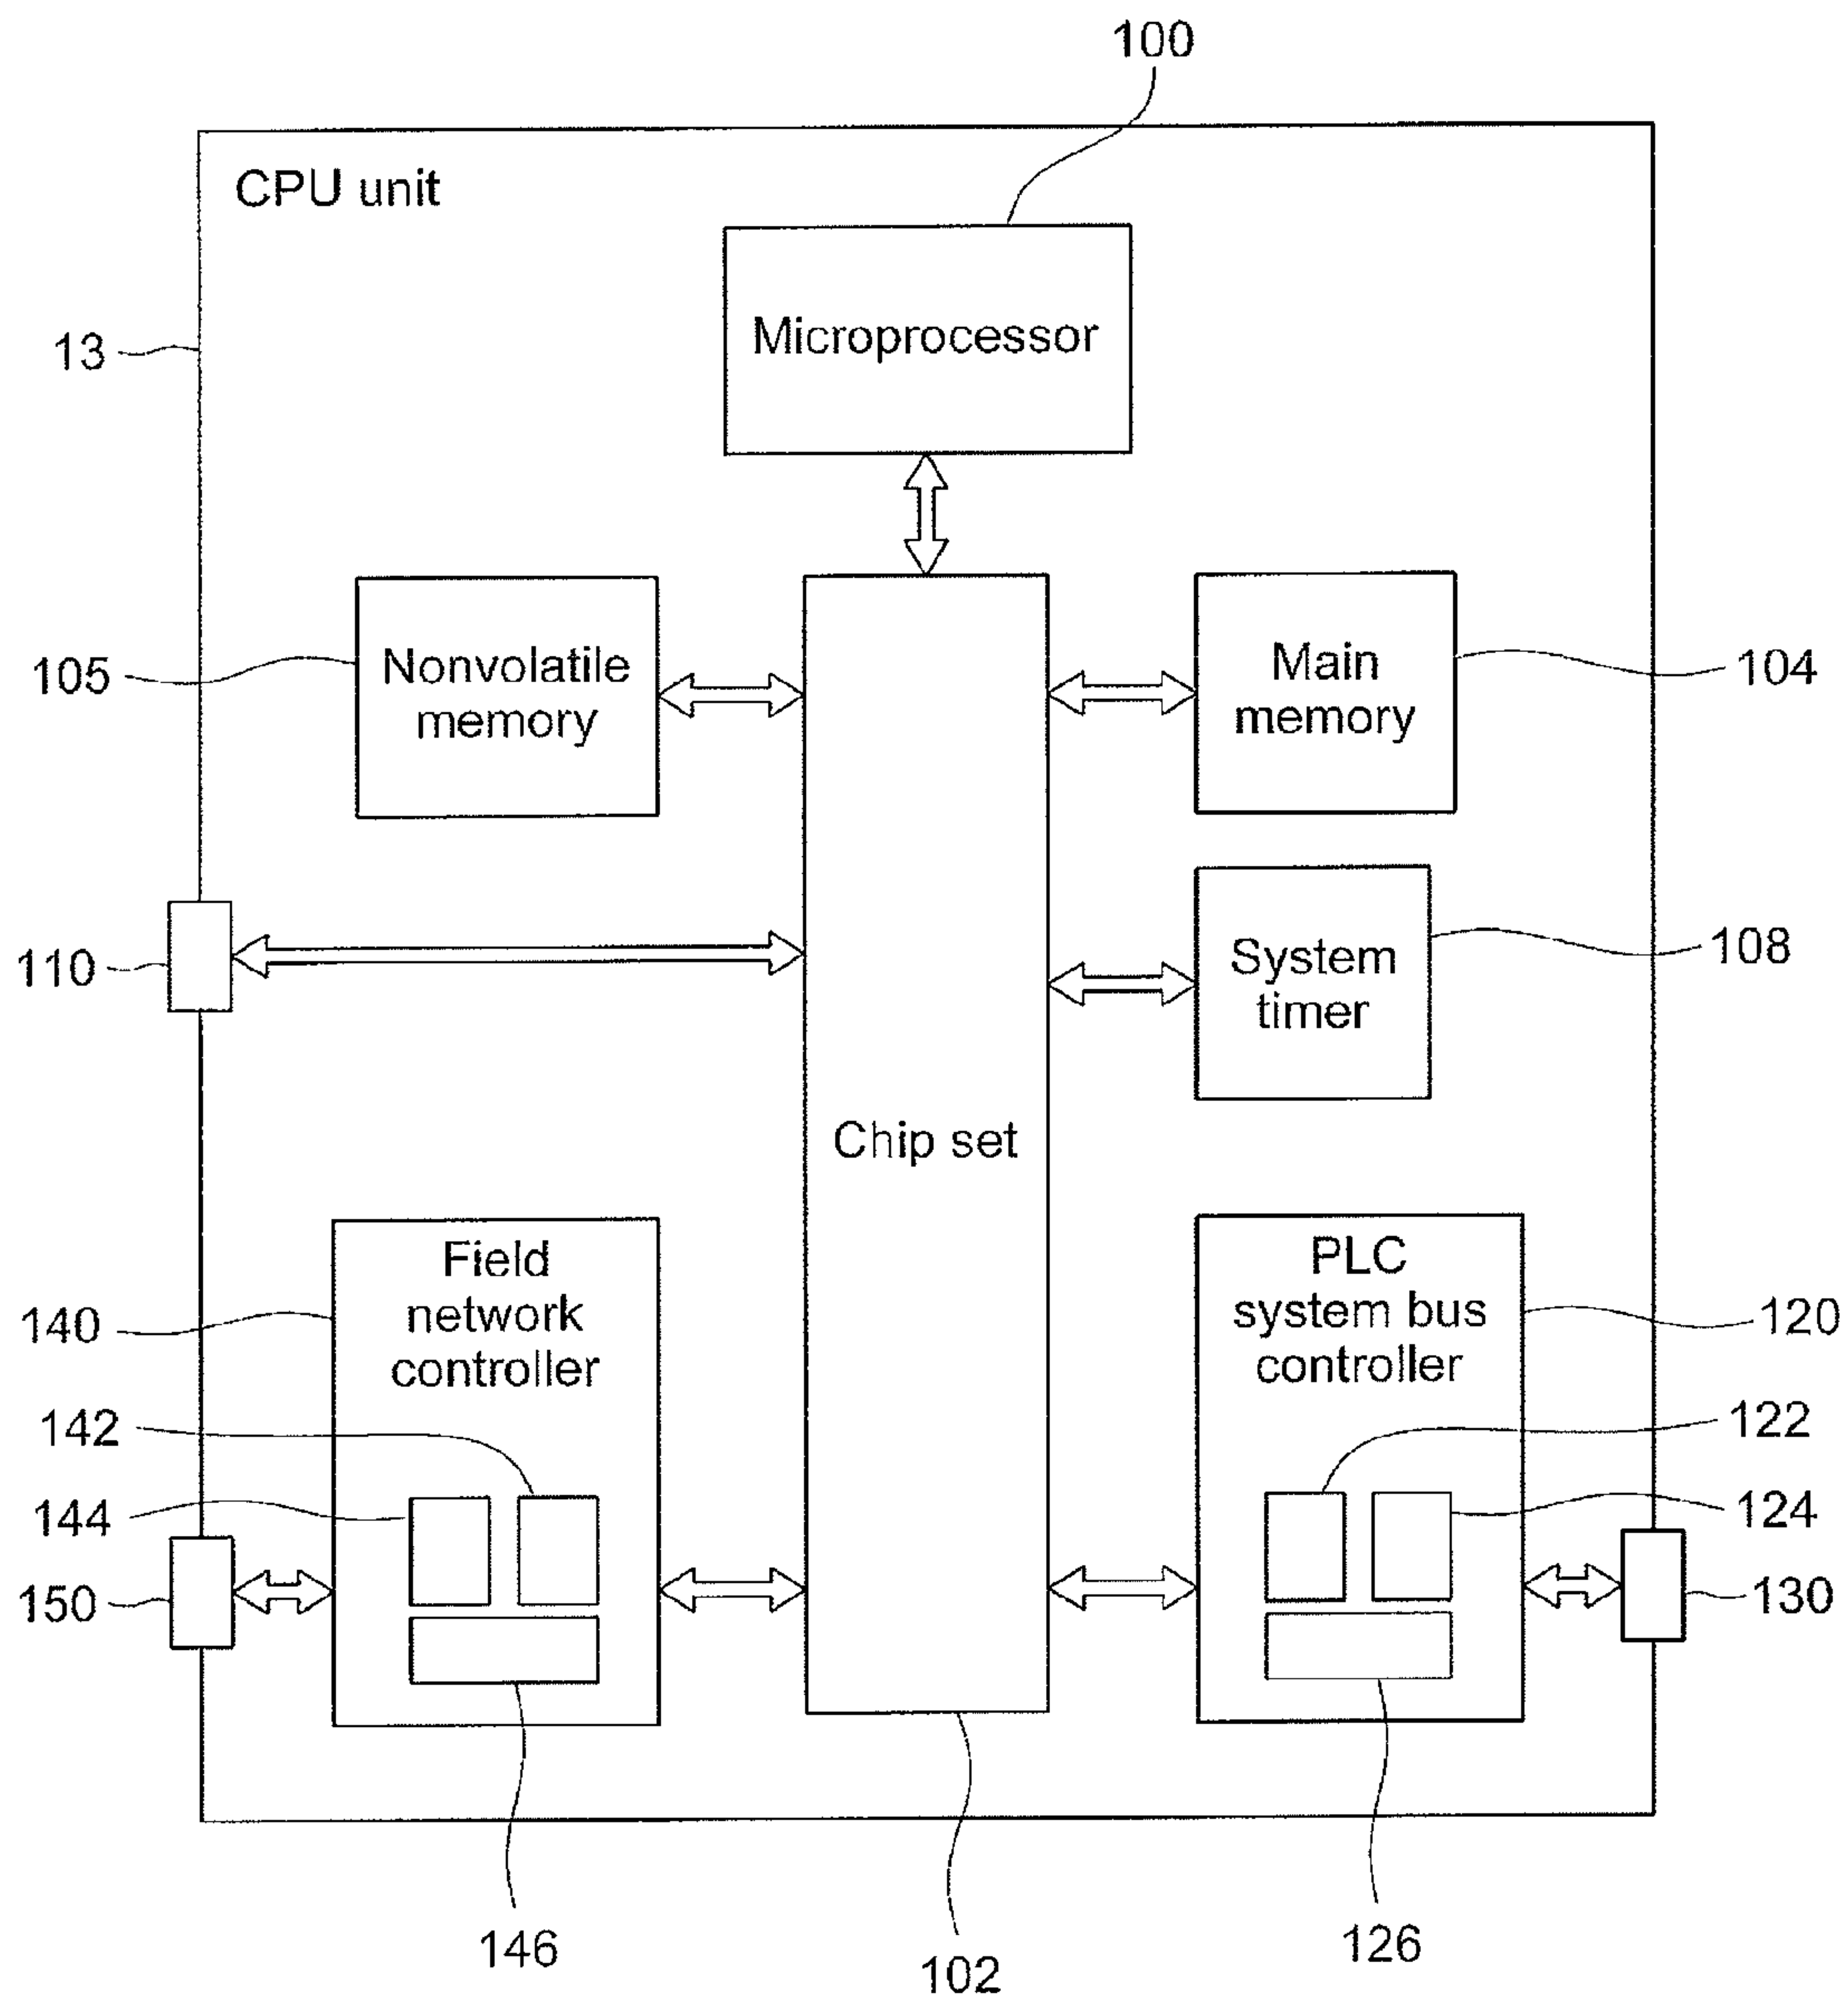 100
CPU unit
Microprocessor
13
Nonvolatile
memory
105
Main
memory
104
110
System
timer
108
Chip set
Field
network
controller
140
PLC
system bus
controller
120
142
122
144
124
150
130
146
102
126